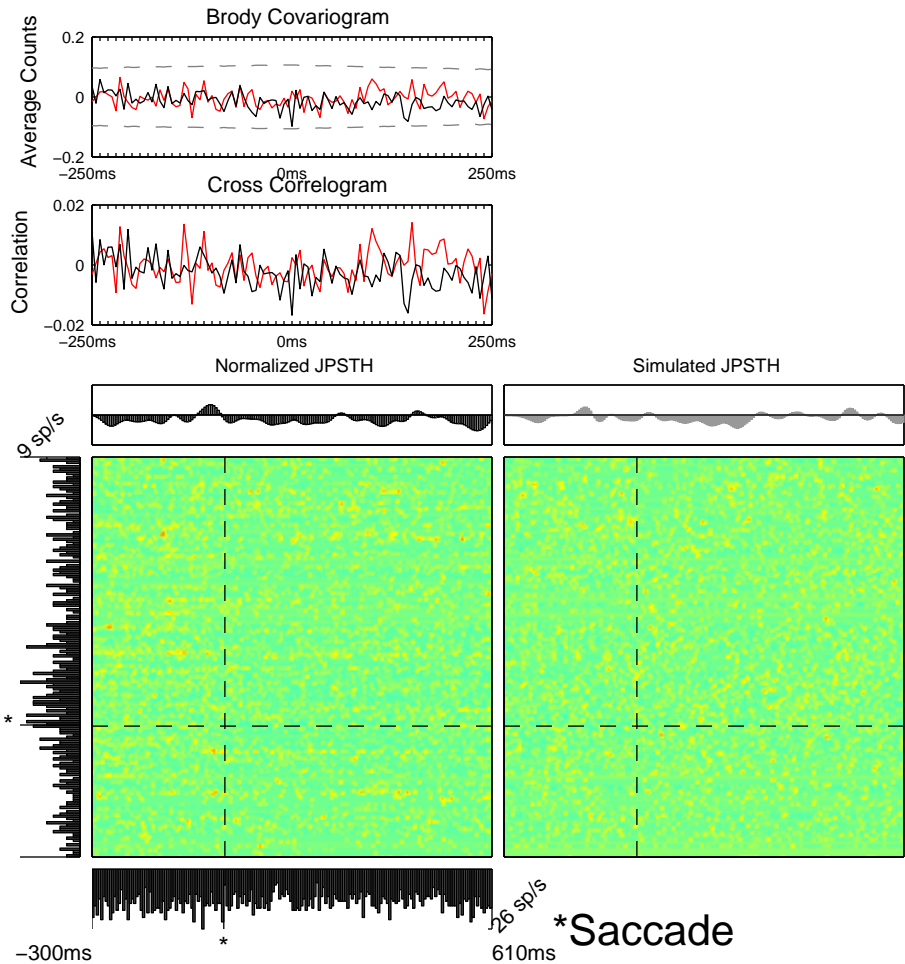 Brody Covariogram
0.2
0
−0.2
Average Counts
−250ms
0ms
250ms
Cross Correlogram
0.02
0
−0.02
Correlation
−250ms
0ms
250ms
Normalized JPSTH
Simulated JPSTH
9 sp/s
*
26 sp/s
*
*Saccade
−300ms
610ms